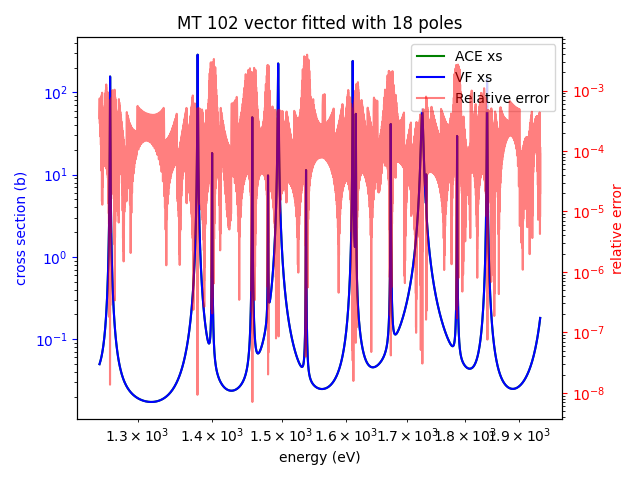 MT 102 vector fitted with 18 poles
ACE xs
VF xs
Relative error
cross section (b)
10²
10¹
10⁰
10⁻¹
10⁻³
10⁻⁴
10⁻⁵
10⁻⁶
10⁻⁷
10⁻⁸
relative error
1.3×10³ 1.4×10³ 1.5×10³ 1.6×10³ 1.7×10³ 1.8×10³ 1.9×10³
energy (eV)